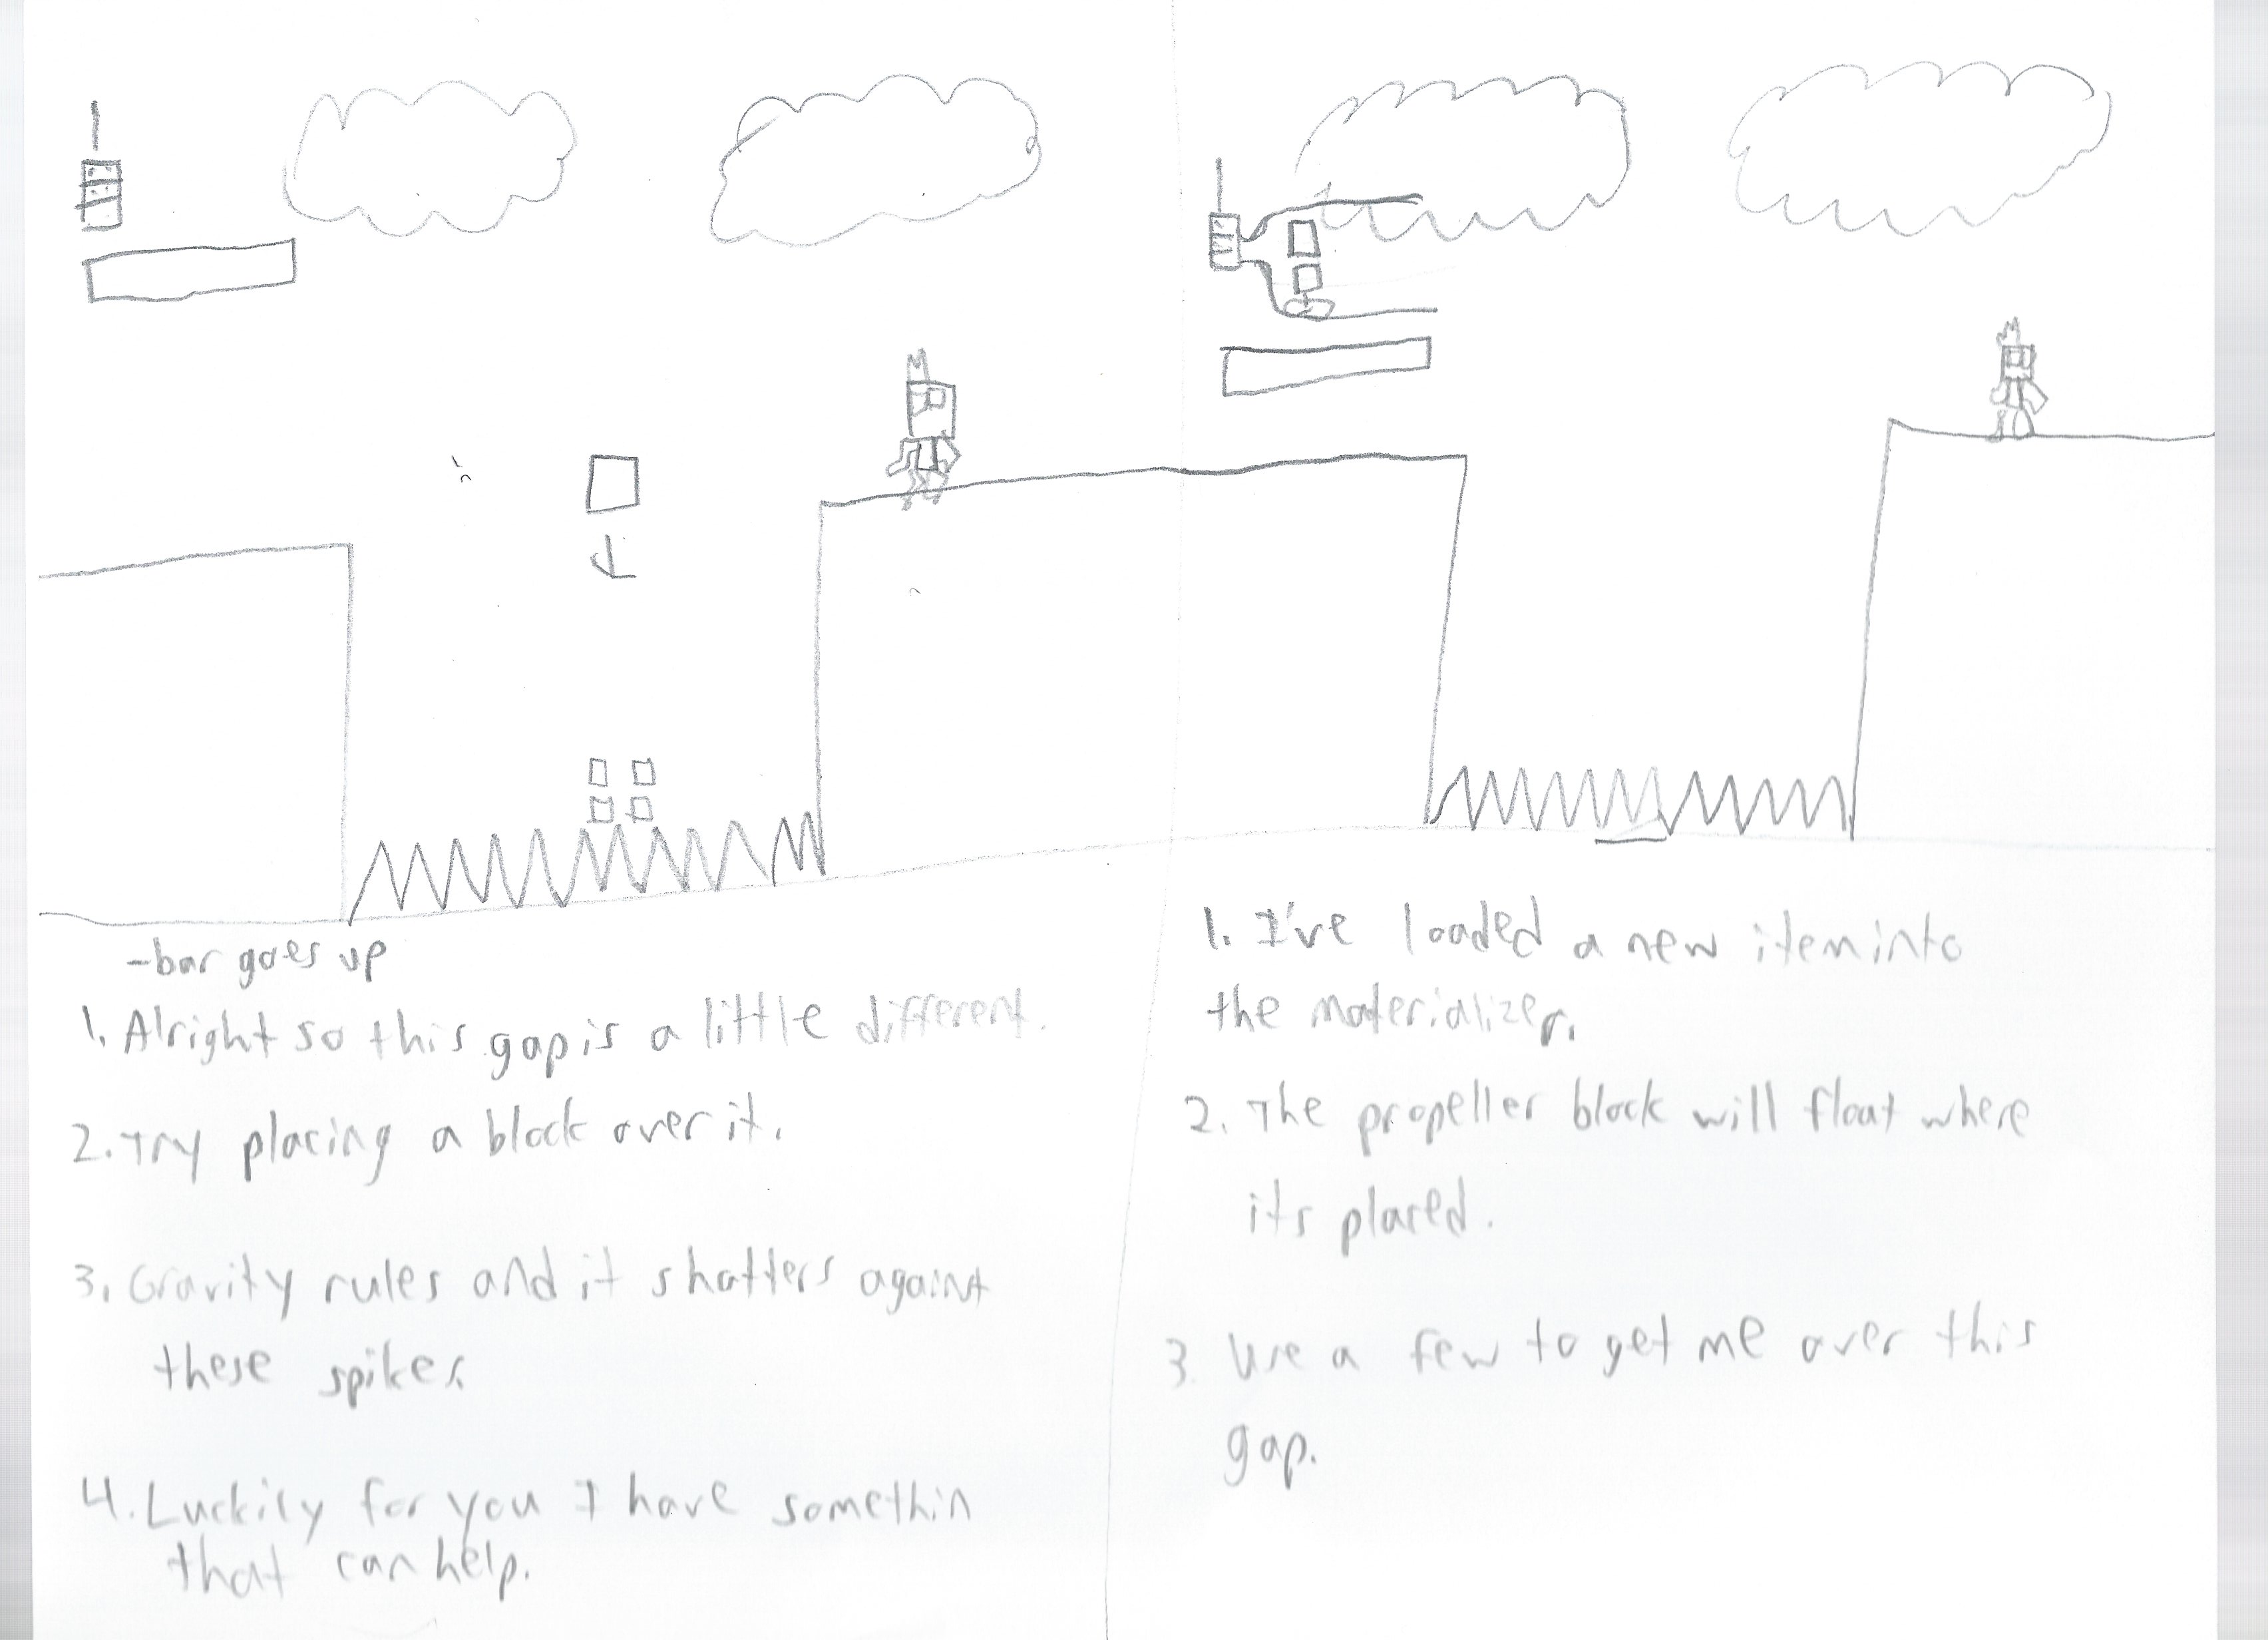 -bar goes up
1. Alright so this gap is a little different.
2. Try placing a block over it.
3. Gravity rules and it shatters against
these spikes.
4. Luckily for you I have somethin
that can help.
1. I've loaded a new item into
the materializer.
2. The propeller block will float where
its placed.
3. Use a few to get me over this
gap.